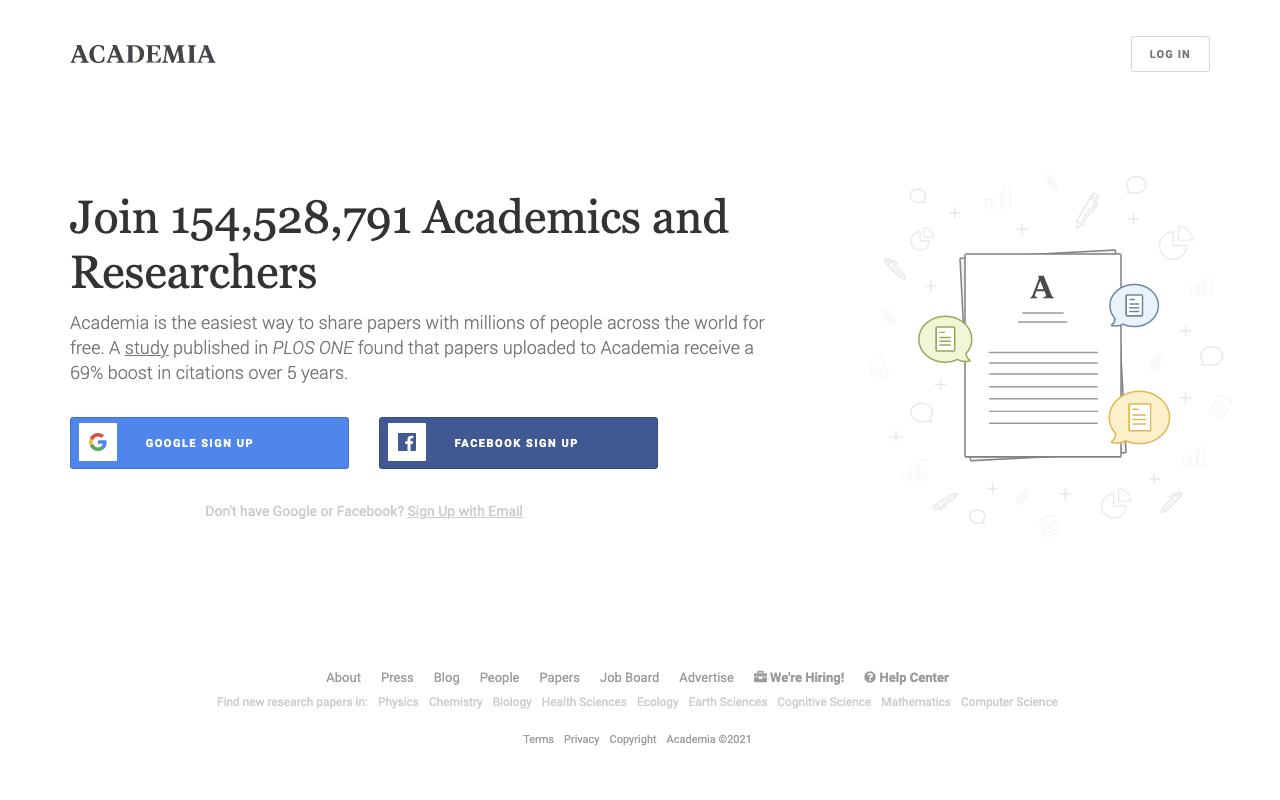 ACADEMIA
LOG IN
Join 154,528,791 Academics and
Researchers
Academia is the easiest way to share papers with millions of people across the world for
free. A study published in PLOS ONE found that papers uploaded to Academia receive a
69% boost in citations over 5 years.
GOOGLE SIGN UP
FACEBOOK SIGN UP
Don't have Google or Facebook? Sign Up with Email
A
About Press Blog People Papers Job Board Advertise We're Hiring! Help Center
Find new research papers in: Physics Chemistry Biology Health Sciences Ecology Earth Sciences Cognitive Science Mathematics Computer Science
Terms Privacy Copyright Academia ©2021